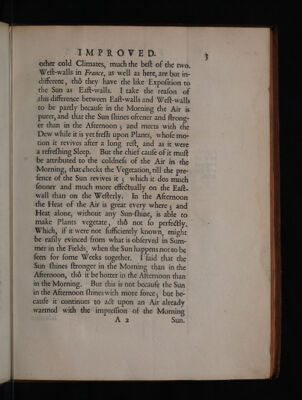 IMPROVED. 3
other cold Climates, much the best of the two.
West-walls in France, as well as here, are but in-
different, thô they have the like Exposition to
the Sun as East-walls. I take the reason of
this difference between East-walls and West-walls
to be partly because in the Morning the Air is
purer, and that the Sun shines oftener and strong-
er than in the Afternoon; and meets with the
Dew while it is yet fresh upon Plants, whose mo-
tion it revives after a long rest, and as it were
a refreshing Sleep. But the chief cause of it must
be attributed to the coldness of the Air in the
Morning, that checks the Vegetation, till the pre-
sence of the Sun revives it; which it dos much
sooner and much more effectually on the East-
wall than on the Westerly. In the Afternoon
the Heat of the Air is great every where; and
Heat alone, without any Sun-shine, is able to
make Plants vegetate, thô not so perfectly.
Which, if it were not sufficiently known, might
be easily evinced from what is observed in Sum-
mer in the Fields, when the Sun happens not to be
seen for some Weeks together. I said that the
Sun shines stronger in the Morning than in the
Afternoon, thô it be hotter in the Afternoon than
in the Morning. But this is not because the Sun
in the Afternoon shines with more force; but be-
cause it continues to act upon an Air already
warmed with the impression of the Morning
A 2 Sun.